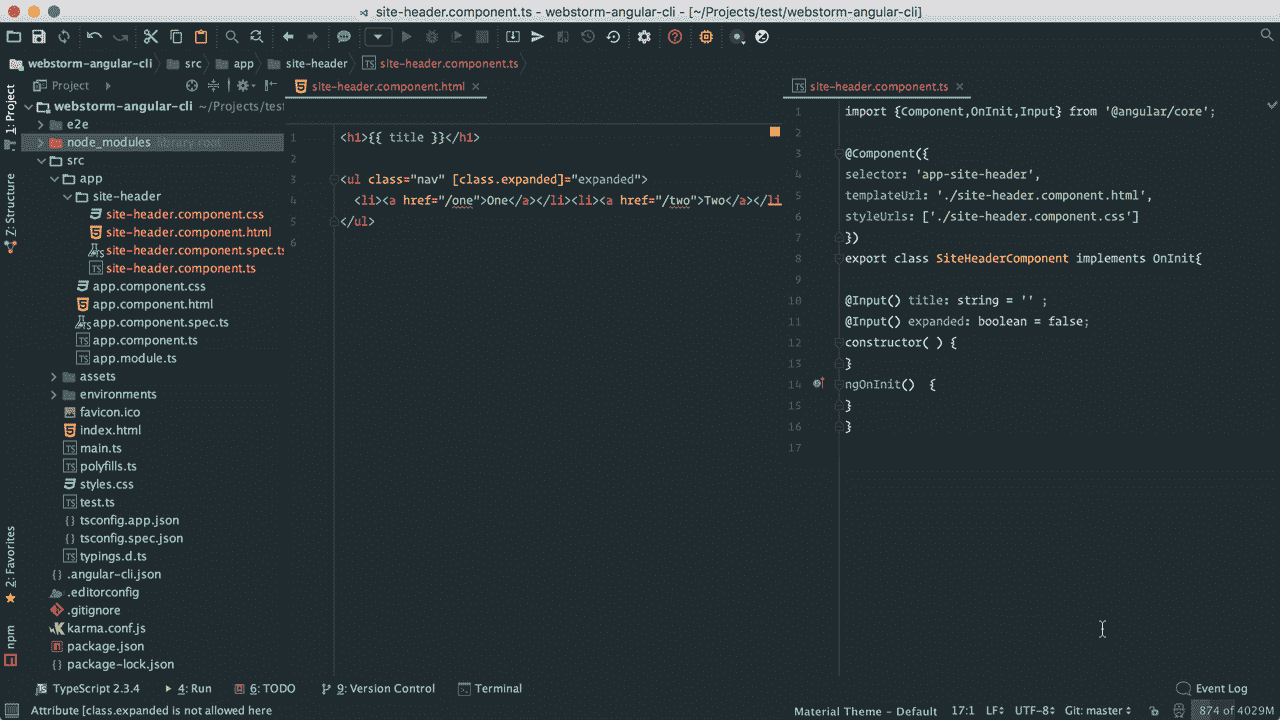 site-header.component.ts - webstorm-angular-cli - [~/Projects/test/webstorm-angular-cli]
webstorm-angular-cli src app site-header site-header.component.ts
1: Project
Z: Structure
2: Favorites
npm
Project
webstorm-angular-cli ~/Projects/test
e2e
node_modules library root
src
app
site-header
site-header.component.css
site-header.component.html
site-header.component.spec.ts
site-header.component.ts
app.component.css
app.component.html
app.component.spec.ts
app.component.ts
app.module.ts
assets
environments
favicon.ico
index.html
main.ts
polyfills.ts
styles.css
test.ts
tsconfig.app.json
tsconfig.spec.json
typings.d.ts
.angular-cli.json
.editorconfig
.gitignore
karma.conf.js
package.json
package-lock.json
site-header.component.html
1 <h1>{{ title }}</h1>
2
3 <ul class="nav" [class.expanded]="expanded">
4 <li><a href="/one">One</a></li><li><a href="/two">Two</a></li
5 </ul>
6
site-header.component.ts
1 import {Component,OnInit,Input} from '@angular/core';
2
3 @Component({
4 selector: 'app-site-header',
5 templateUrl: './site-header.component.html',
6 styleUrls: ['./site-header.component.css']
7 })
8 export class SiteHeaderComponent implements OnInit{
9
10 @Input() title: string = '' ;
11 @Input() expanded: boolean = false;
12 constructor( ) {
13 }
14 ngOnInit() {
15 }
16 }
17
TypeScript 2.3.4 4: Run 6: TODO 9: Version Control Terminal Event Log
Attribute [class.expanded is not allowed here Material Theme - Default 17:1 LF UTF-8 Git: master 874 of 4029M